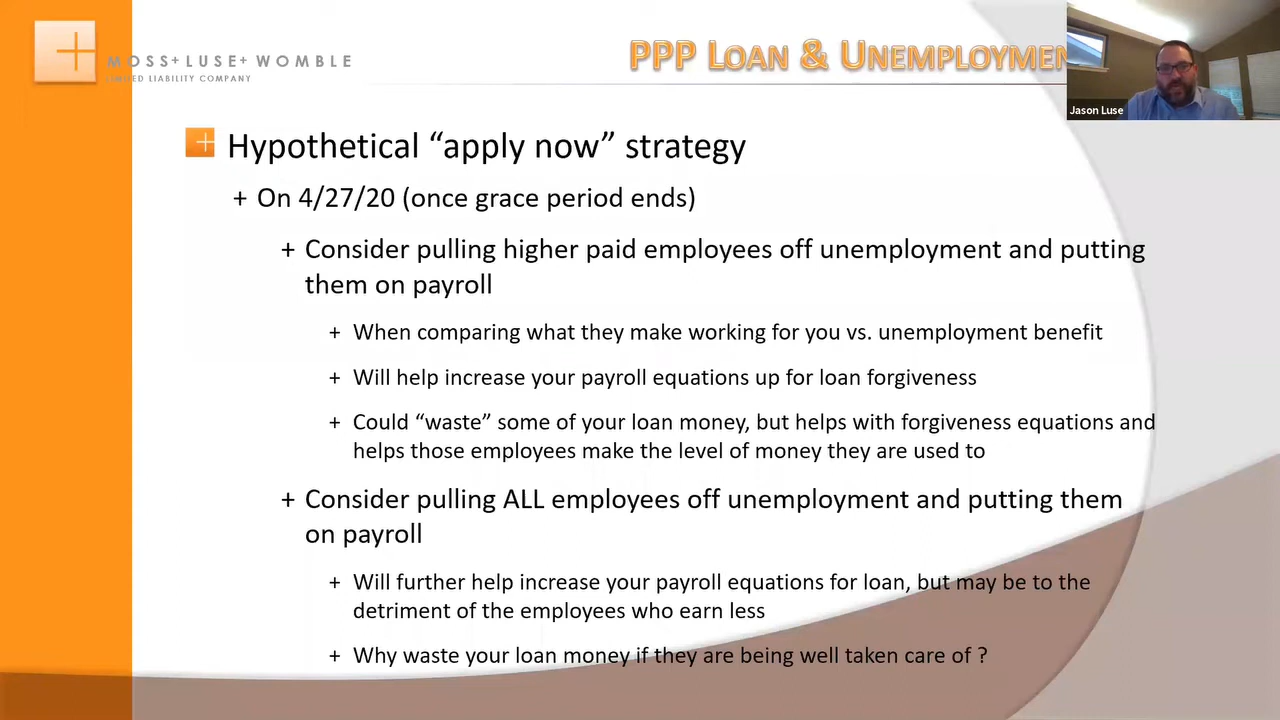 MOSS+LUSE+WOMBLE
LIMITED LIABILITY COMPANY
PPP LOAN & UNEMPLOYMEN
Jason Luse
Hypothetical “apply now” strategy
+ On 4/27/20 (once grace period ends)
+ Consider pulling higher paid employees off unemployment and putting
them on payroll
+ When comparing what they make working for you vs. unemployment benefit
+ Will help increase your payroll equations up for loan forgiveness
+ Could “waste” some of your loan money, but helps with forgiveness equations and
helps those employees make the level of money they are used to
+ Consider pulling ALL employees off unemployment and putting them
on payroll
+ Will further help increase your payroll equations for loan, but may be to the
detriment of the employees who earn less
+ Why waste your loan money if they are being well taken care of ?